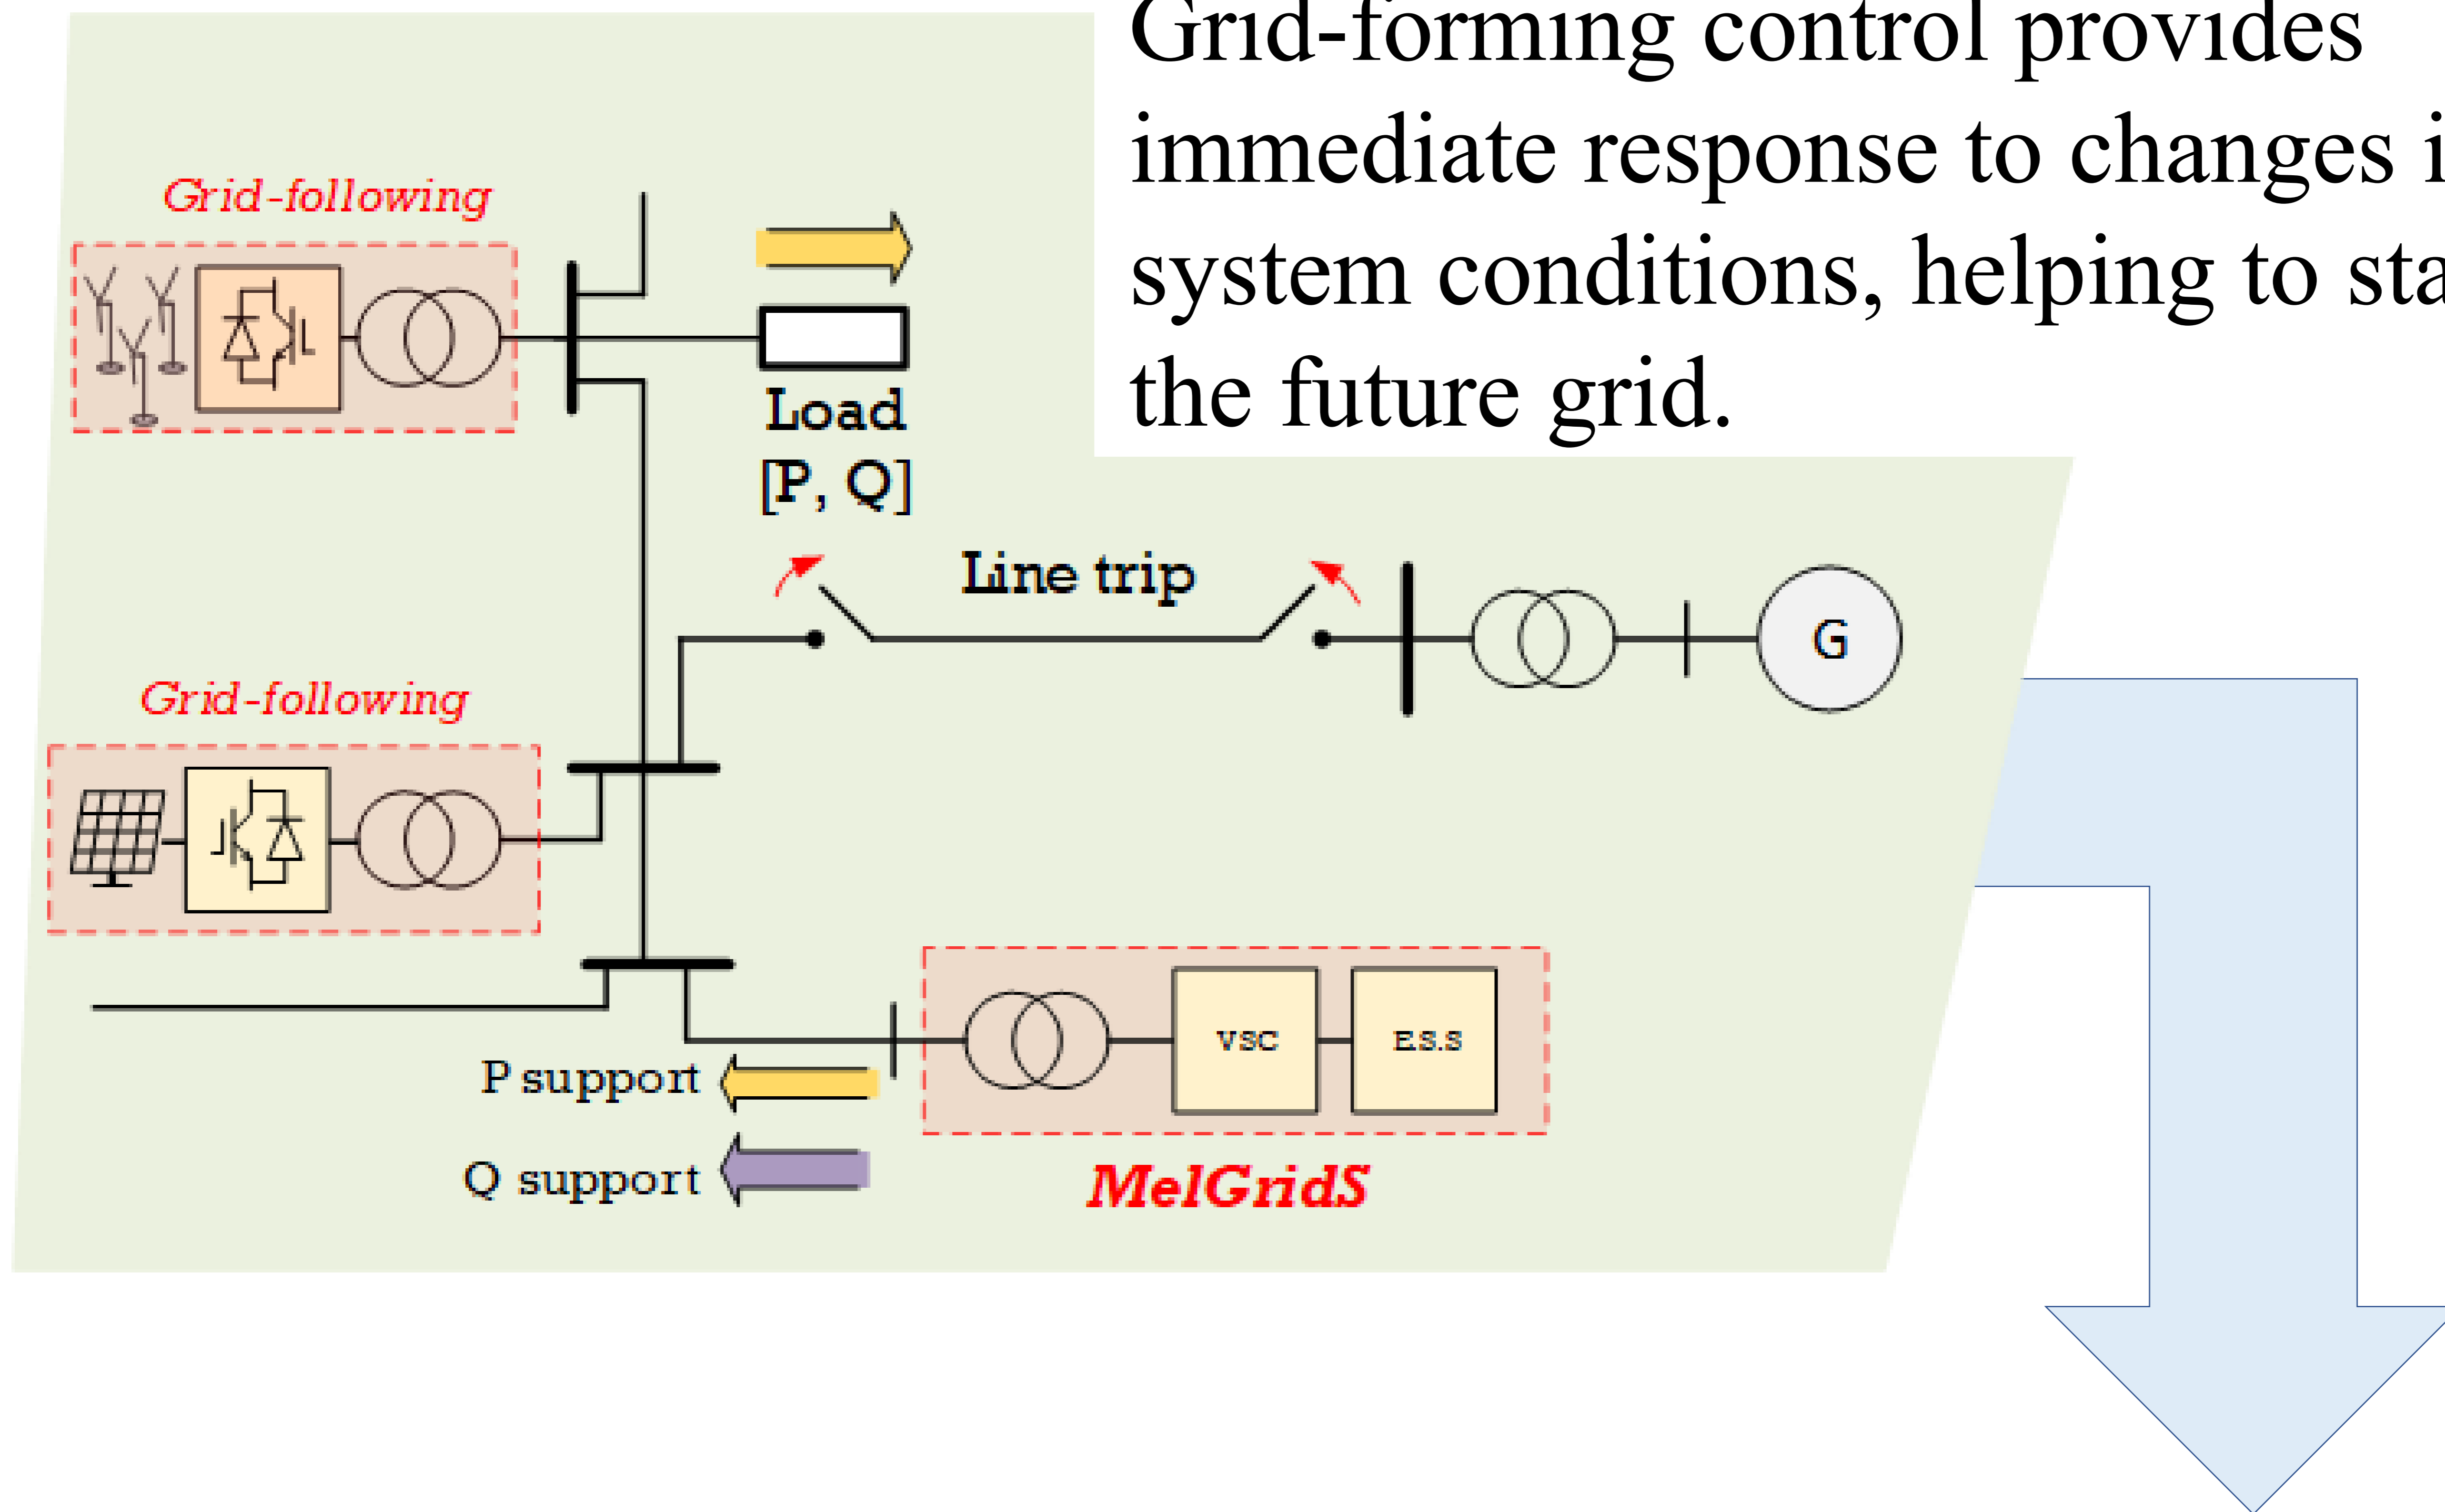 Grid-forming control provides
immediate response to changes i
system conditions, helping to sta
the future grid.
Grid-following
Load
[P, Q]
Line trip
G
Grid-following
VSC
E.S.S
P support
Q support
MelGridS